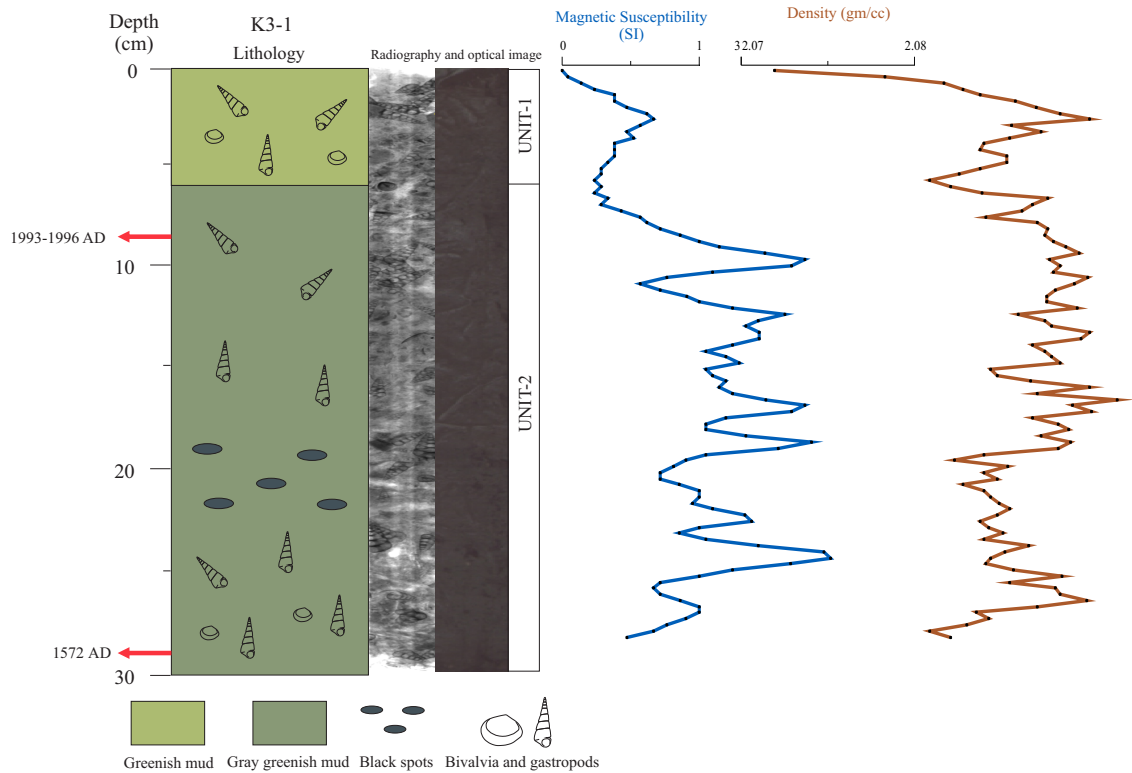 Depth
(cm)
K3-1
Lithology
Radiography and optical image
Magnetic Susceptibility
(SI)
Density (gm/cc)
0
1
32.07
2.08
0
10
20
30
1993-1996 AD
1572 AD
UNIT-1
UNIT-2
Greenish mud
Gray greenish mud
Black spots
Bivalvia and gastropods